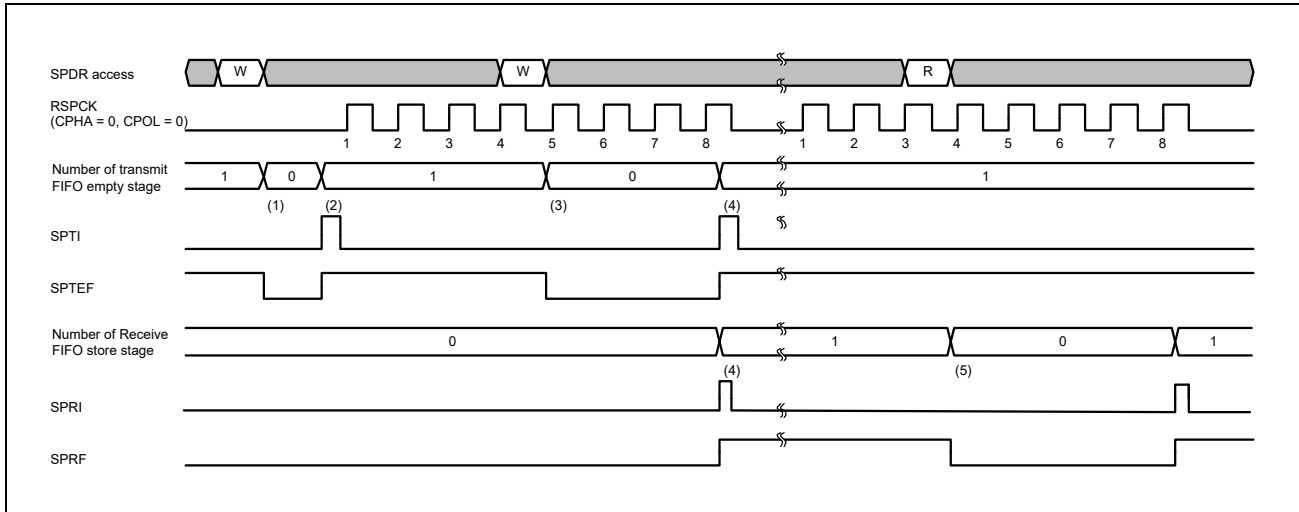 SPDR access W W R
RSPCK
(CPHA = 0, CPOL = 0)
1 2 3 4 5 6 7 8 1 2 3 4 5 6 7 8
Number of transmit
FIFO empty stage
1 0 1 0 1
(1) (2) (3) (4)
SPTI
SPTEF
Number of Receive
FIFO store stage
0 1 0 1
(4) (5)
SPRI
SPRF